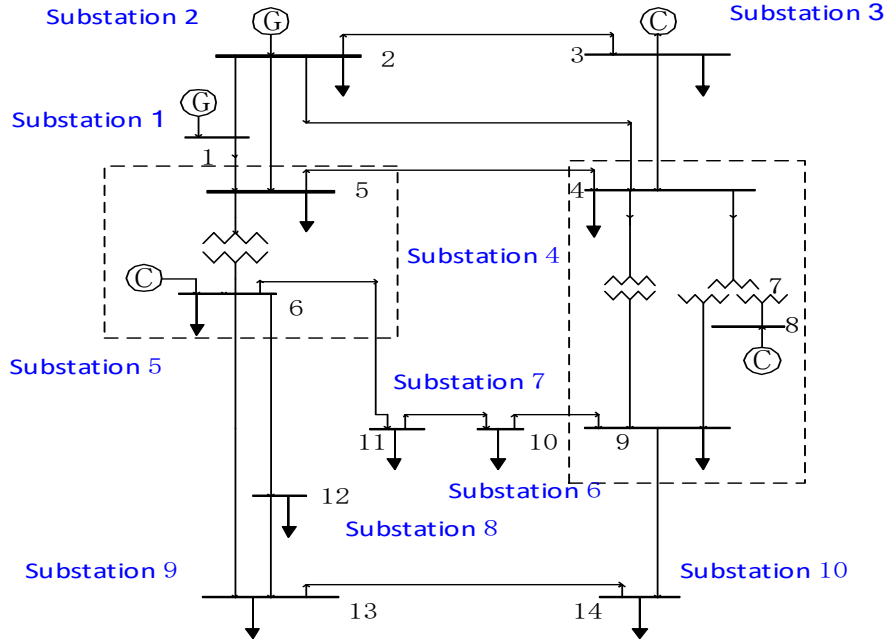 Substation 2
G
2
3
C
Substation 3
G
Substation 1
1
5
4
Substation 4
C
6
7
8
C
Substation 5
Substation 7
11
10
9
Substation 6
12
Substation 8
Substation 9
Substation 10
13
14